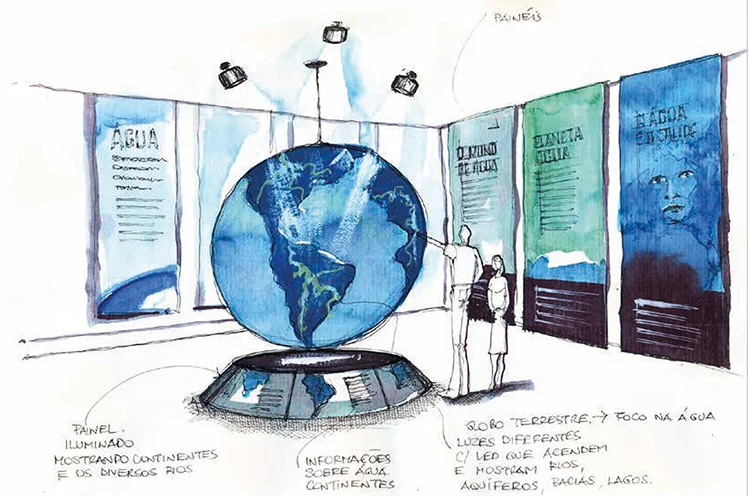 PAINÉIS
ÁGUA
O MUNDO
DE ÁGUA
PLANETA
ÁGUA
A ÁGUA
E A SAÚDE
PAINEL
ILUMINADO
MOSTRANDO CONTINENTES
E OS DIVERSOS RIOS
INFORMAÇÕES
SOBRE ÁGUA
CONTINENTES
GLOBO TERRESTRE → FOCO NA ÁGUA
LUZES DIFERENTES
C/ LED QUE ACENDEM
E MOSTRAM RIOS,
AQUÍFEROS, BACIAS, LAGOS.